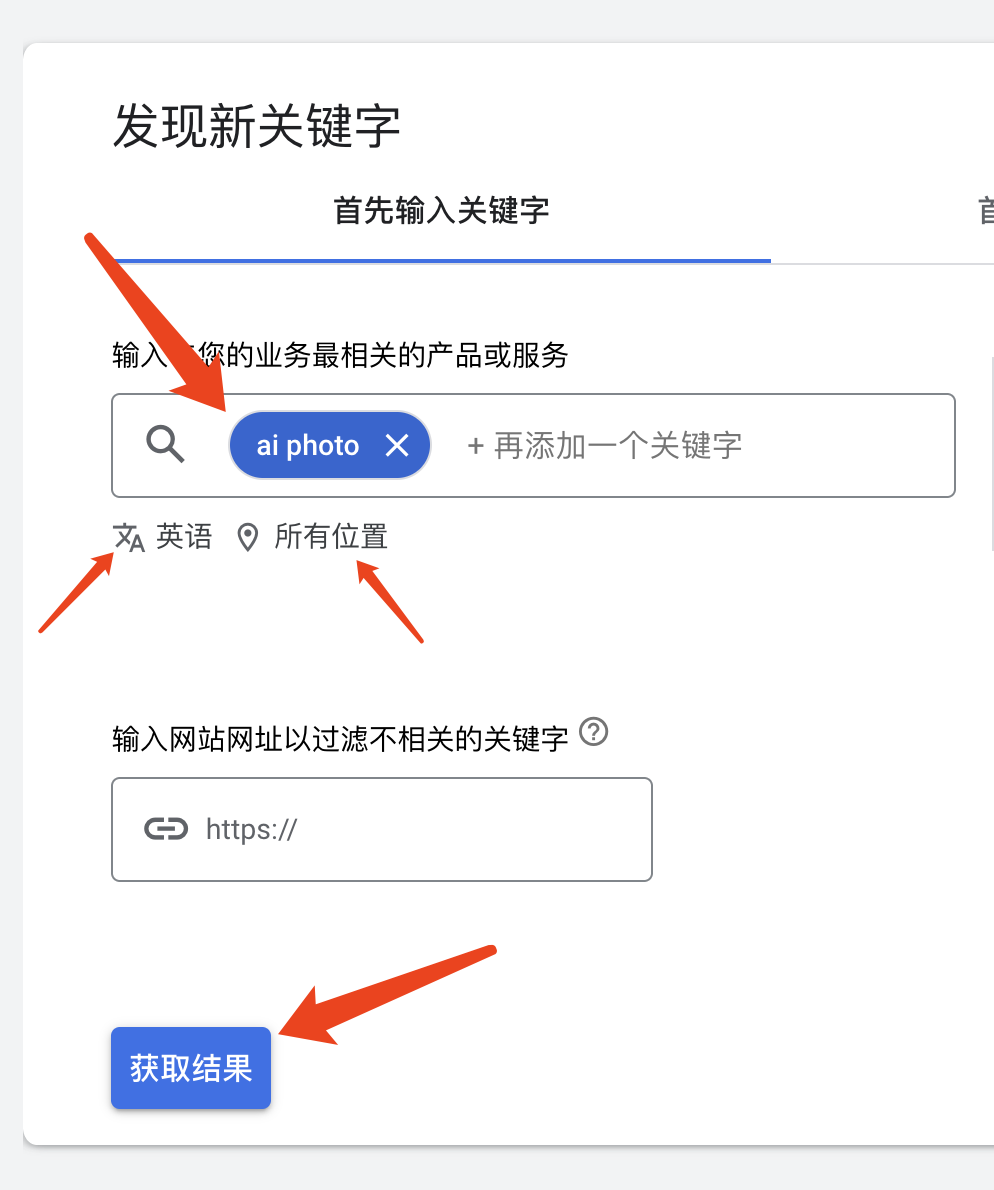 发现新关键字
首先输入关键字
首
输入 您的业务最相关的产品或服务
ai photo + 再添加一个关键字
英语 所有位置
输入网站网址以过滤不相关的关键字
https://
获取结果